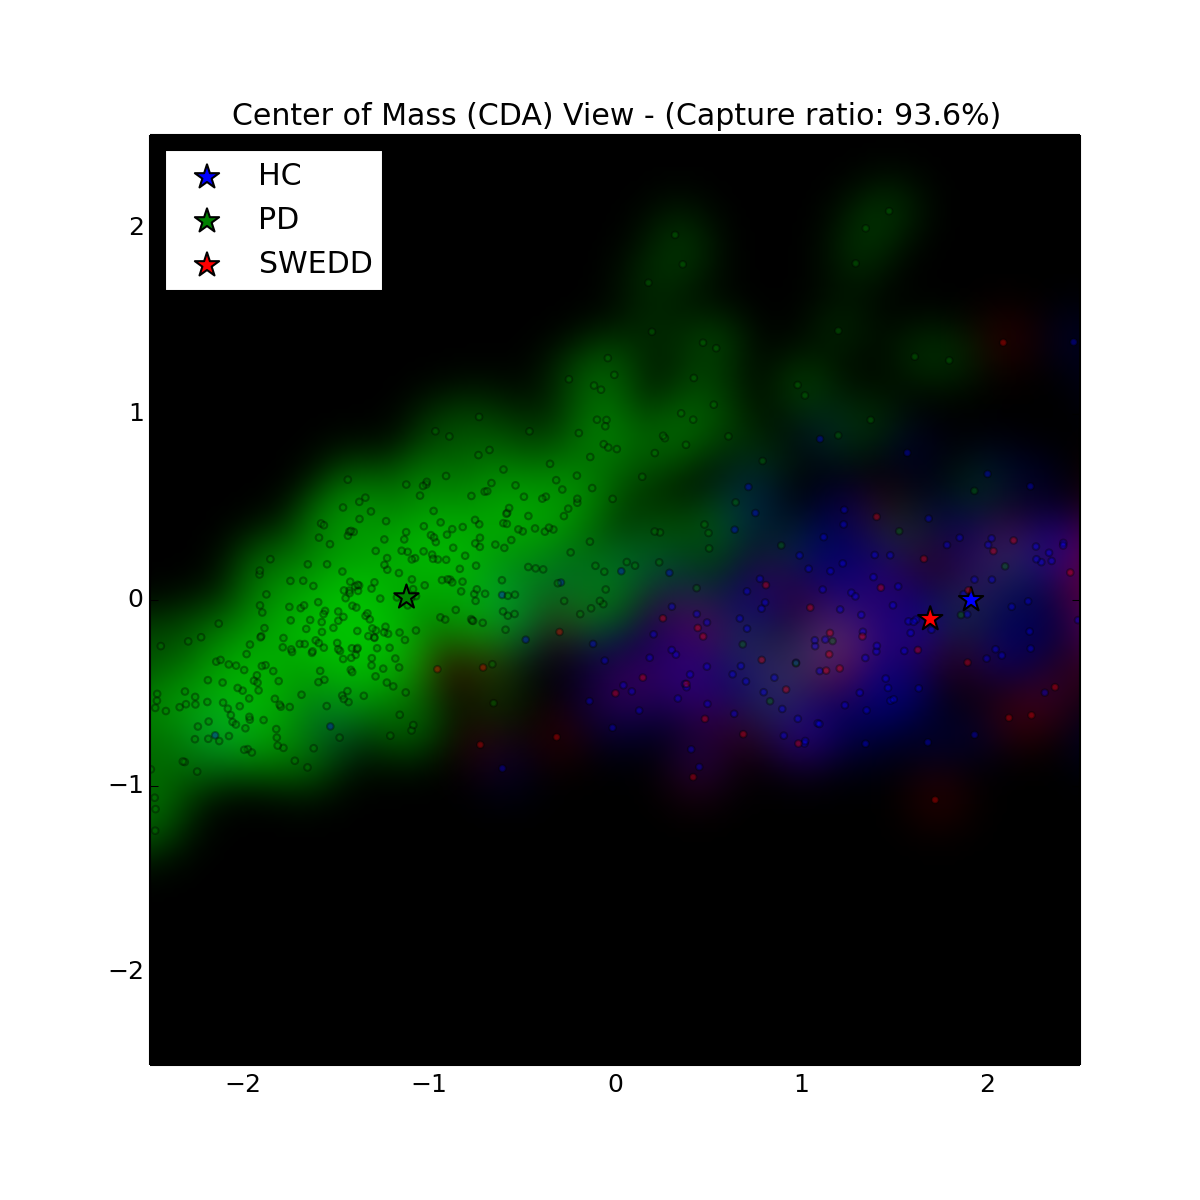 Center of Mass (CDA) View - (Capture ratio: 93.6%)
HC
PD
SWEDD
2
1
0
−1
−2
−2 −1 0 1 2